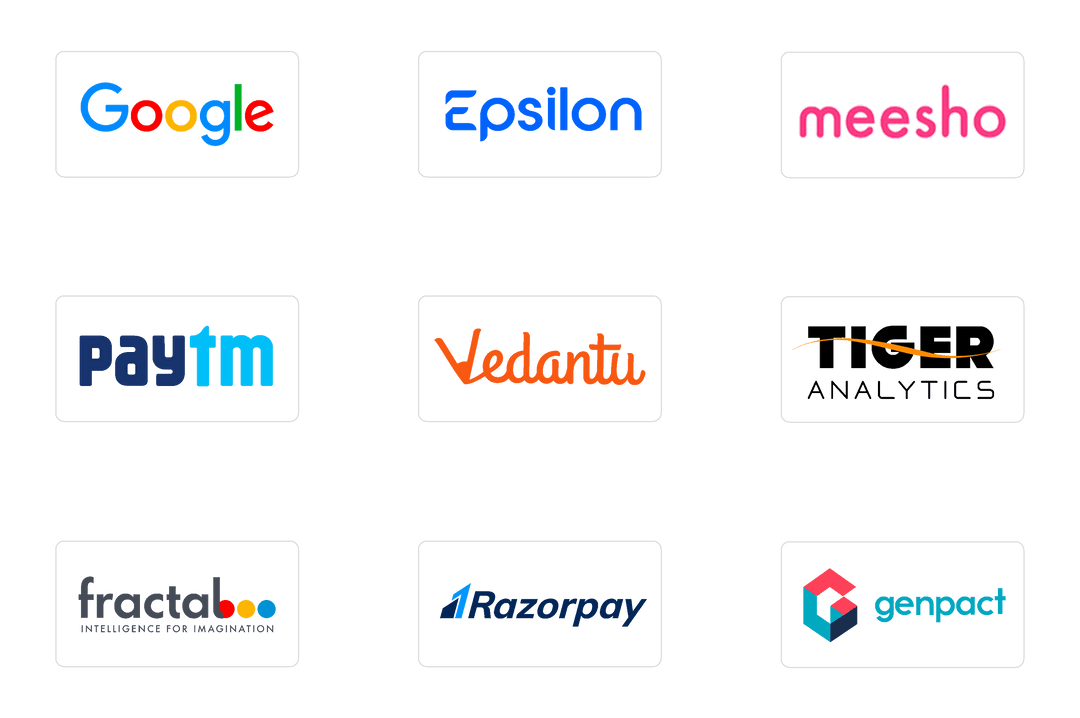 Google
Epsilon
meesho
paytm
Vedantu
TIGER
ANALYTICS
fractal
INTELLIGENCE FOR IMAGINATION
Razorpay
genpact